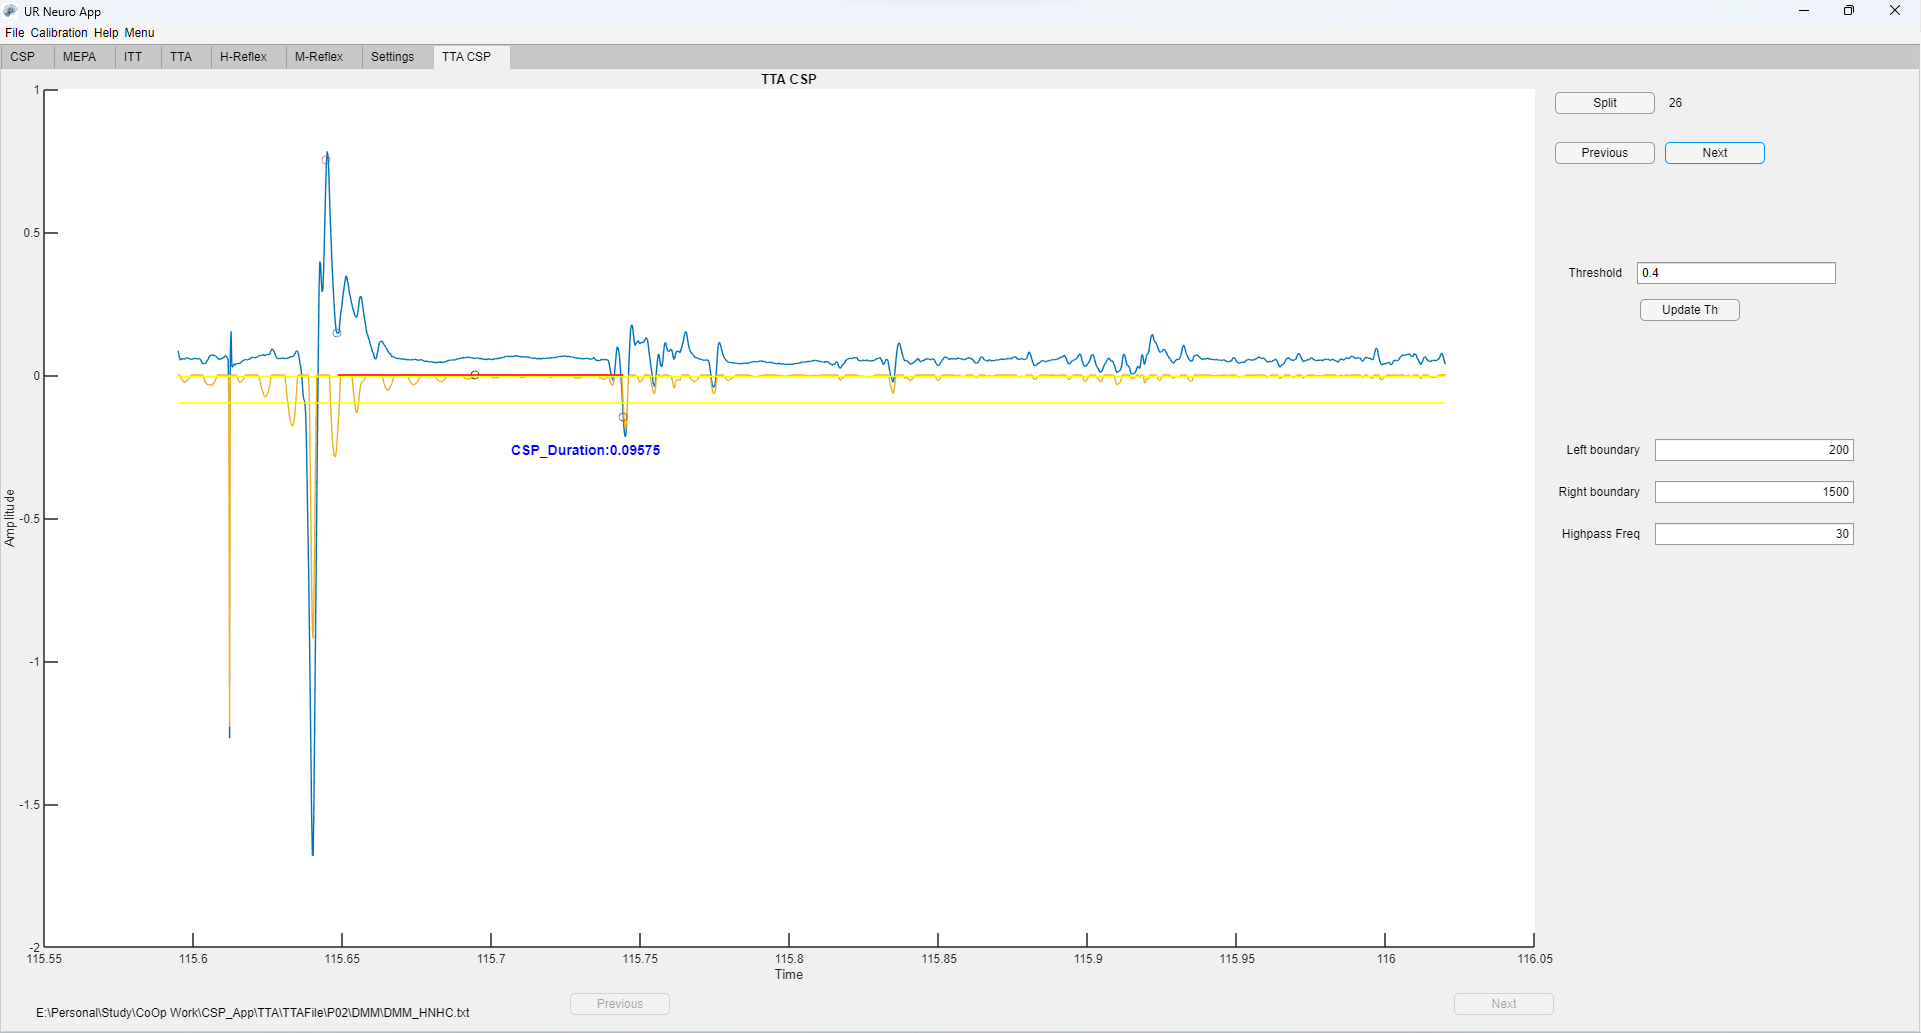 UR Neuro App
File Calibration Help Menu
CSP MEPA ITT TTA H-Reflex M-Reflex Settings TTA CSP
TTA CSP
Split 26
Previous Next
Threshold 0.4
Update Th
Left boundary 200
Right boundary 1500
Highpass Freq 30
1
0.5
0
-0.5
-1
-1.5
-2
Amplitude
CSP_Duration:0.09575
115.55 115.6 115.65 115.7 115.75 115.8 115.85 115.9 115.95 116 116.05
Time
Previous Next
E:\Personal\Study\CoOp Work\CSP_App\TTA\TTAFile\P02\DMM\DMM_HNHC.txt